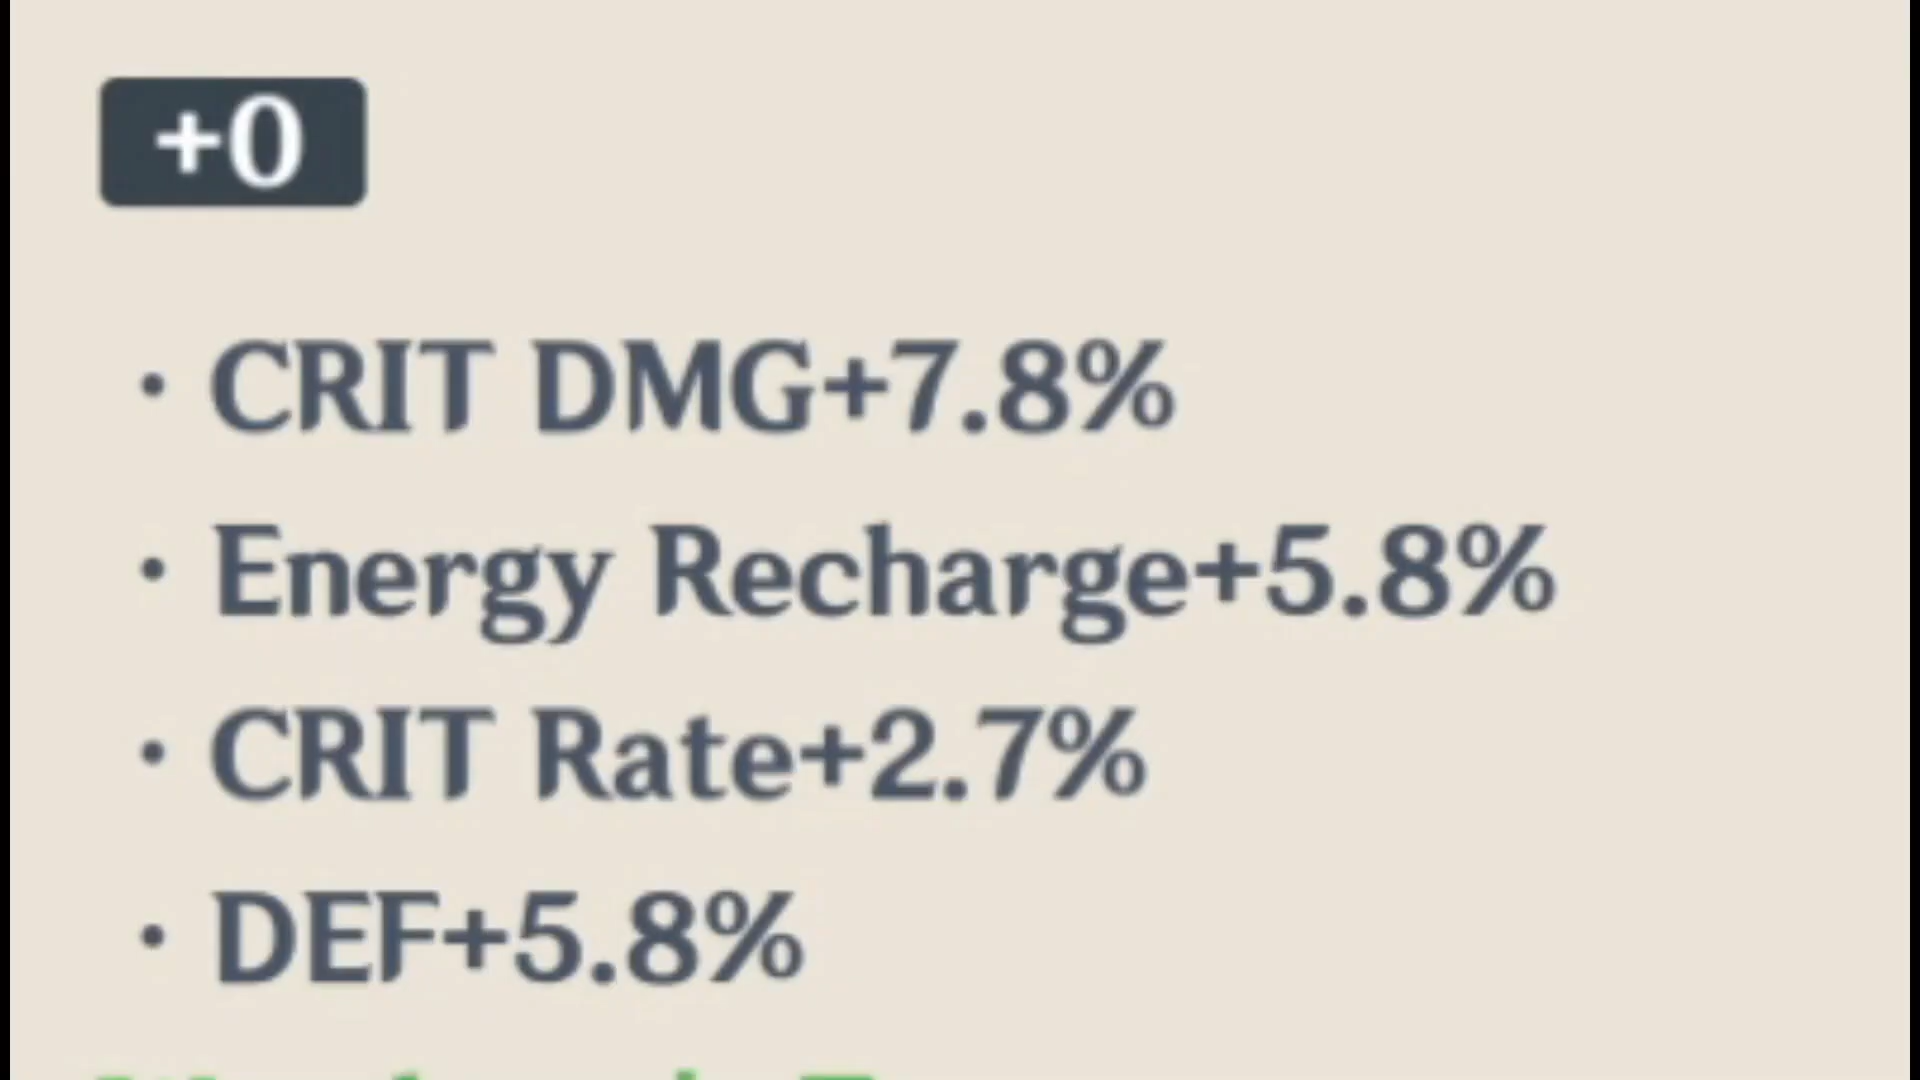 +0
· CRIT DMG+7.8%
· Energy Recharge+5.8%
· CRIT Rate+2.7%
· DEF+5.8%